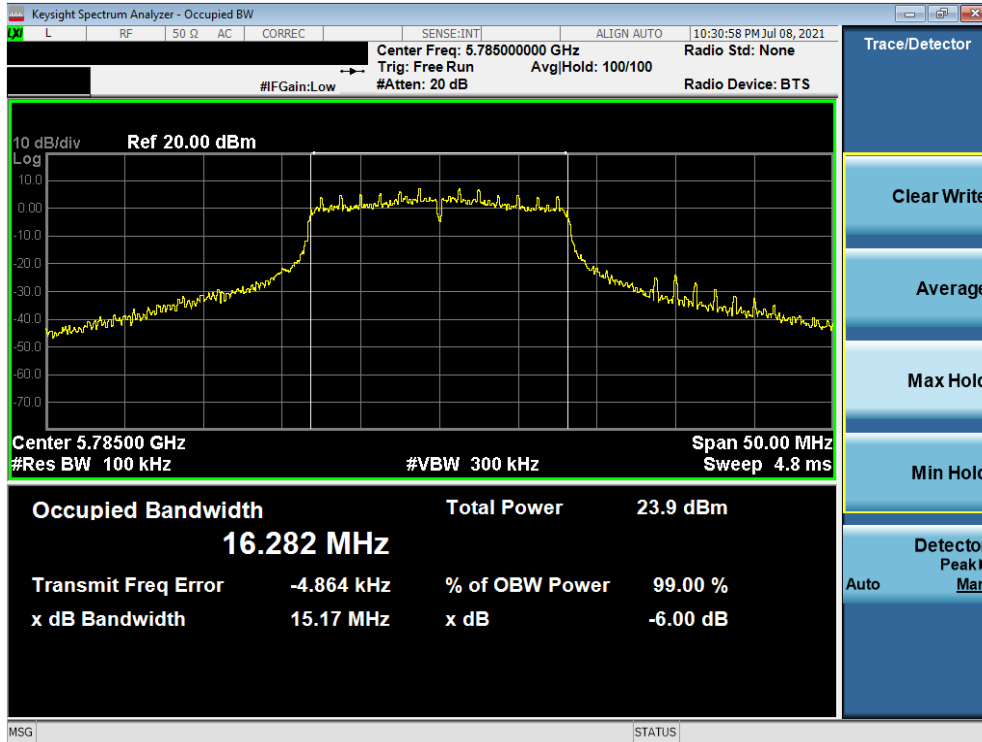 Keysight Spectrum Analyzer - Occupied BW
LXI L RF 50 Ω AC CORREC SENSE:INT ALIGN AUTO 10:30:58 PM Jul 08, 2021
Center Freq: 5.785000000 GHz Radio Std: None
Trig: Free Run Avg|Hold: 100/100
#IFGain:Low #Atten: 20 dB Radio Device: BTS
Trace/Detector
10 dB/div Ref 20.00 dBm
Log
10.0
0.00
-10.0
-20.0
-30.0
-40.0
-50.0
-60.0
-70.0
Center 5.78500 GHz Span 50.00 MHz
#Res BW 100 kHz #VBW 300 kHz Sweep 4.8 ms
Occupied Bandwidth Total Power 23.9 dBm
16.282 MHz
Transmit Freq Error -4.864 kHz % of OBW Power 99.00 %
x dB Bandwidth 15.17 MHz x dB -6.00 dB
Clear Write
Average
Max Hold
Min Hold
Detector
Peak
Auto Man
MSG STATUS